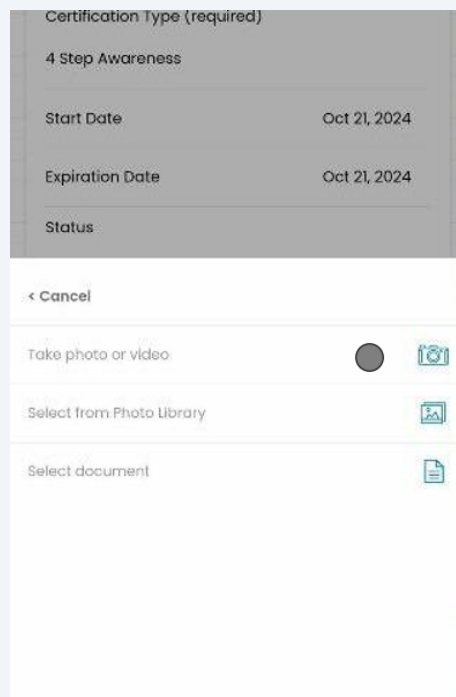 Certification Type (required)
4 Step Awareness
Start Date Oct 21, 2024
Expiration Date Oct 21, 2024
Status
< Cancel
Take photo or video
Select from Photo Library
Select document